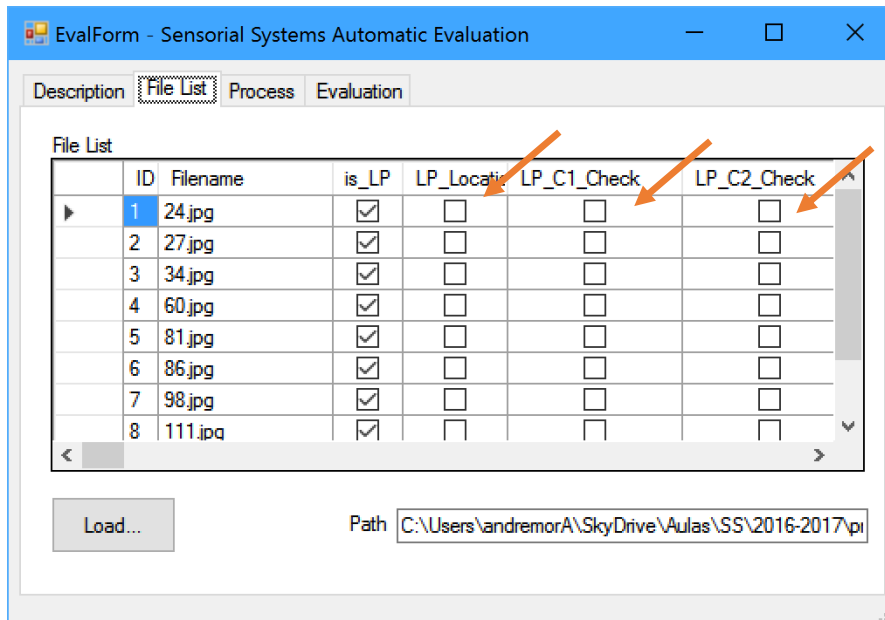 EvalForm - Sensorial Systems Automatic Evaluation
Description File List Process Evaluation
File List
ID Filename is_LP LP_Locatio LP_C1_Check LP_C2_Check
1 24.jpg
2 27.jpg
3 34.jpg
4 60.jpg
5 81.jpg
6 86.jpg
7 98.jpg
8 111.jpg
Load... Path C:\Users\andremorA\SkyDrive\Aulas\SS\2016-2017\pr